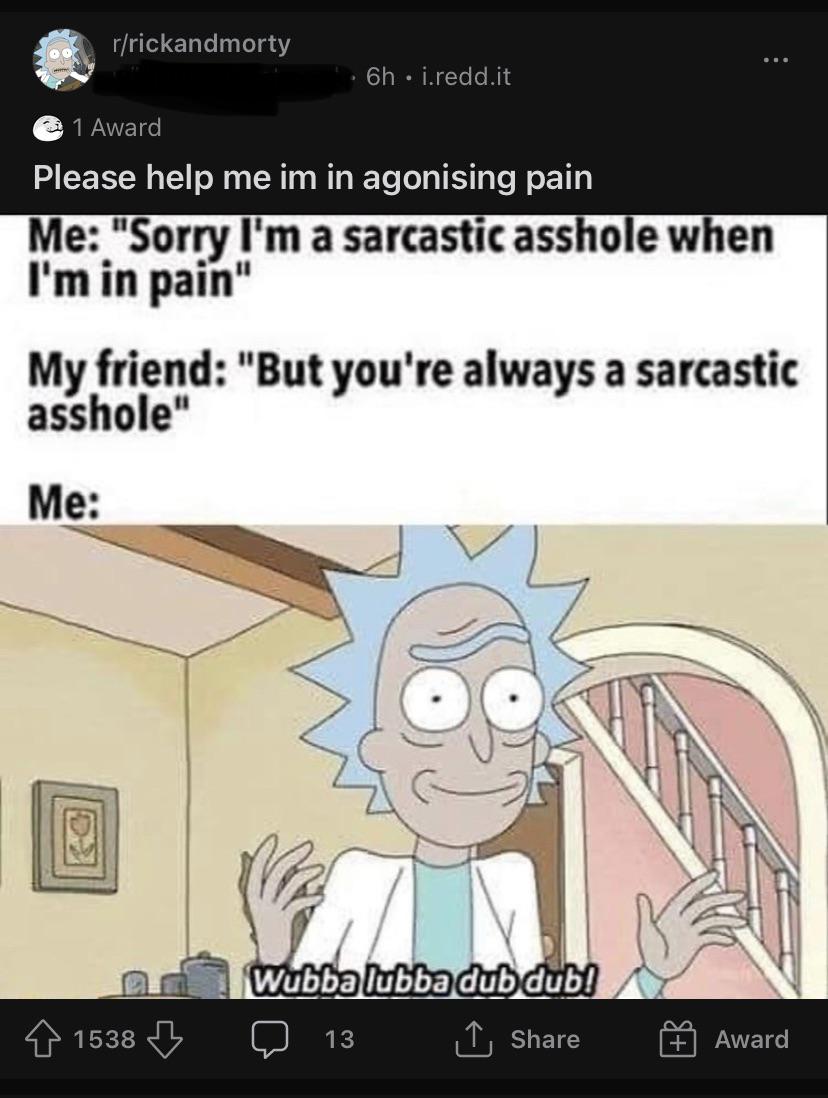 r/rickandmorty
· 6h · i.redd.it
1 Award
Please help me im in agonising pain
Me: "Sorry I'm a sarcastic asshole when
I'm in pain"
My friend: "But you're always a sarcastic
asshole"
Me:
Wubba lubba dub dub!
1538 13 Share Award